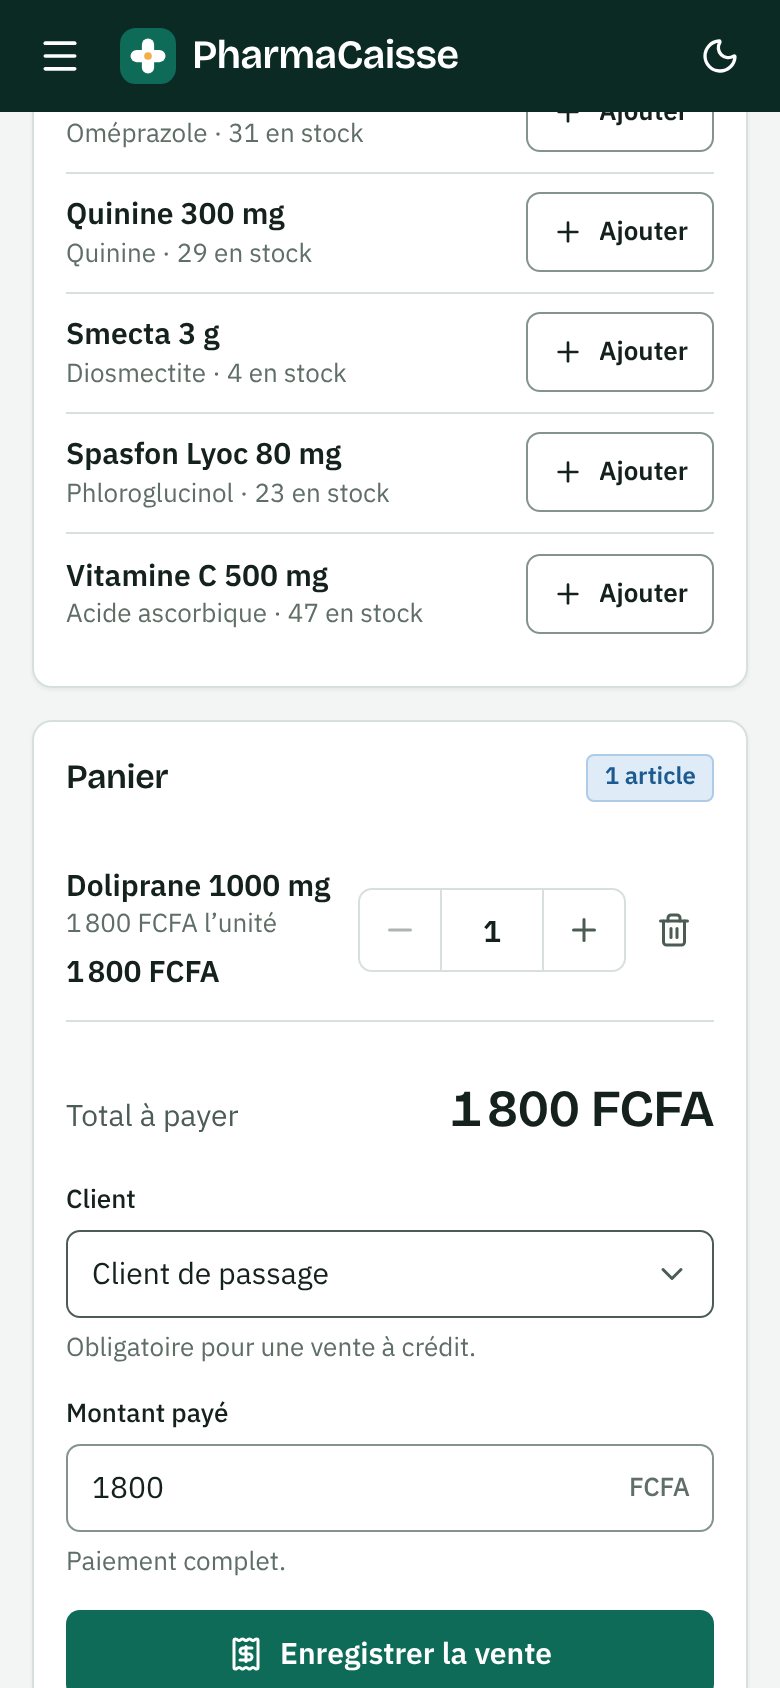 PharmaCaisse
Oméprazole · 31 en stock
Ajouter
Quinine 300 mg
Quinine · 29 en stock
Ajouter
Smecta 3 g
Diosmectite · 4 en stock
Ajouter
Spasfon Lyoc 80 mg
Phloroglucinol · 23 en stock
Ajouter
Vitamine C 500 mg
Acide ascorbique · 47 en stock
Ajouter
Panier
1 article
Doliprane 1000 mg
1 800 FCFA l’unité
1 800 FCFA
1
Total à payer
1 800 FCFA
Client
Client de passage
Obligatoire pour une vente à crédit.
Montant payé
1800
FCFA
Paiement complet.
Enregistrer la vente